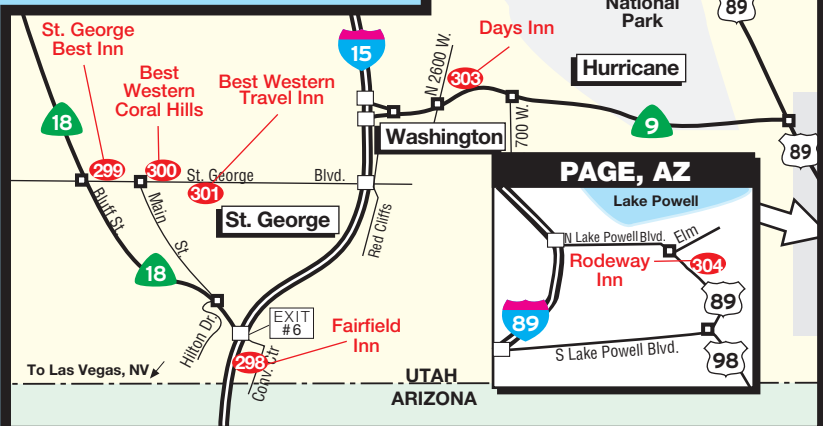 National
Park
89
St. George
Best Inn
Best
Western
Coral Hills
Best Western
Travel Inn
15
N 2600 W.
Days Inn
303
Hurricane
18
Washington
700 W.
9
89
299
300
St. George
Blvd.
301
Bluff St.
Main St.
St. George
Red Cliffs
18
Hilton Dr.
EXIT
#6
Fairfield
Inn
298
Conv. Ctr
To Las Vegas, NV
UTAH
ARIZONA
PAGE, AZ
Lake Powell
N Lake Powell Blvd.
Elm
Rodeway
Inn
304
89
89
S Lake Powell Blvd.
98